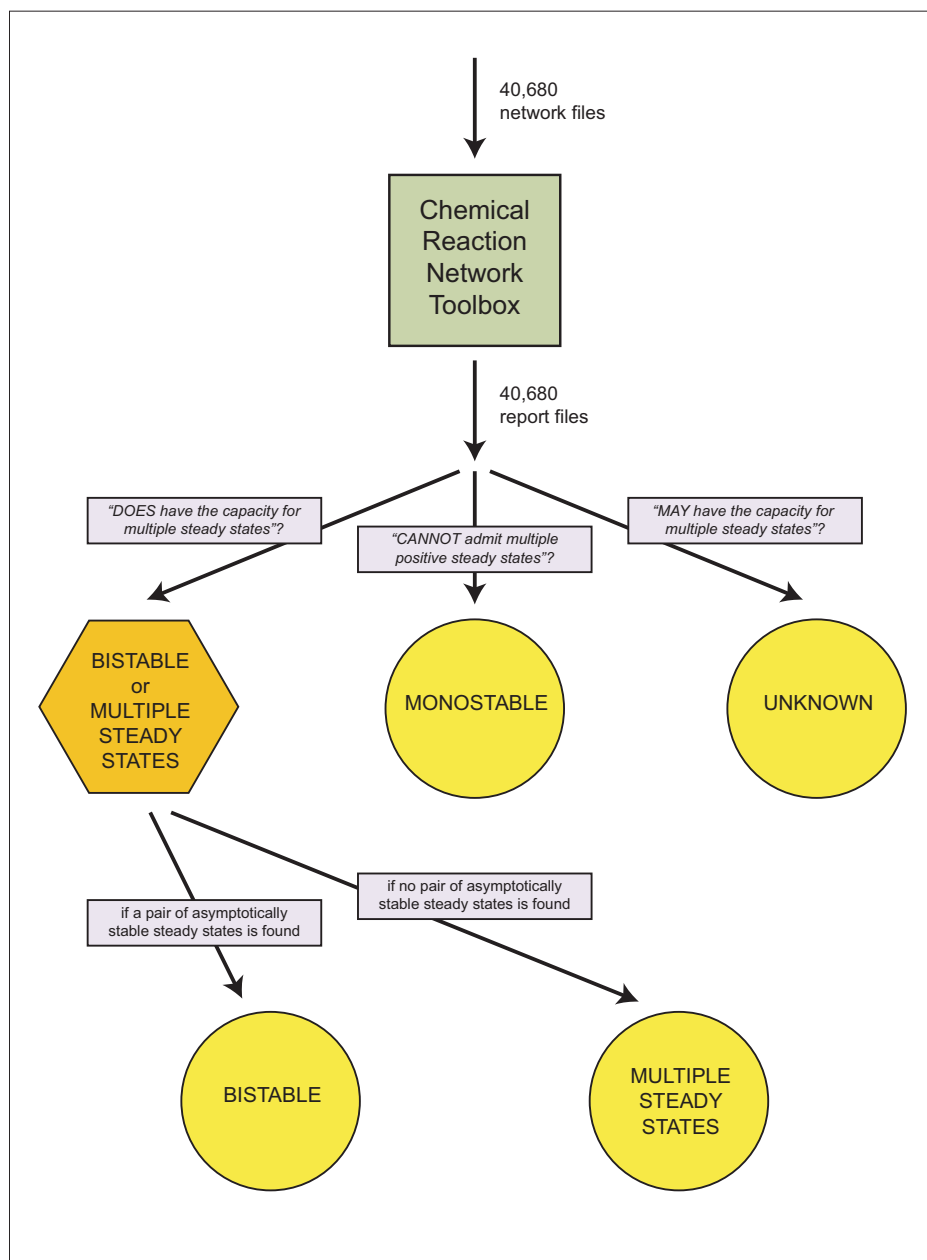 40,680
network files
Chemical
Reaction
Network
Toolbox
40,680
report files
“DOES have the capacity for
multiple steady states”?
“CANNOT admit multiple
positive steady states”?
“MAY have the capacity for
multiple steady states”?
BISTABLE
or
MULTIPLE
STEADY
STATES
MONOSTABLE
UNKNOWN
if a pair of asymptotically
stable steady states is found
if no pair of asymptotically
stable steady states is found
BISTABLE
MULTIPLE
STEADY
STATES